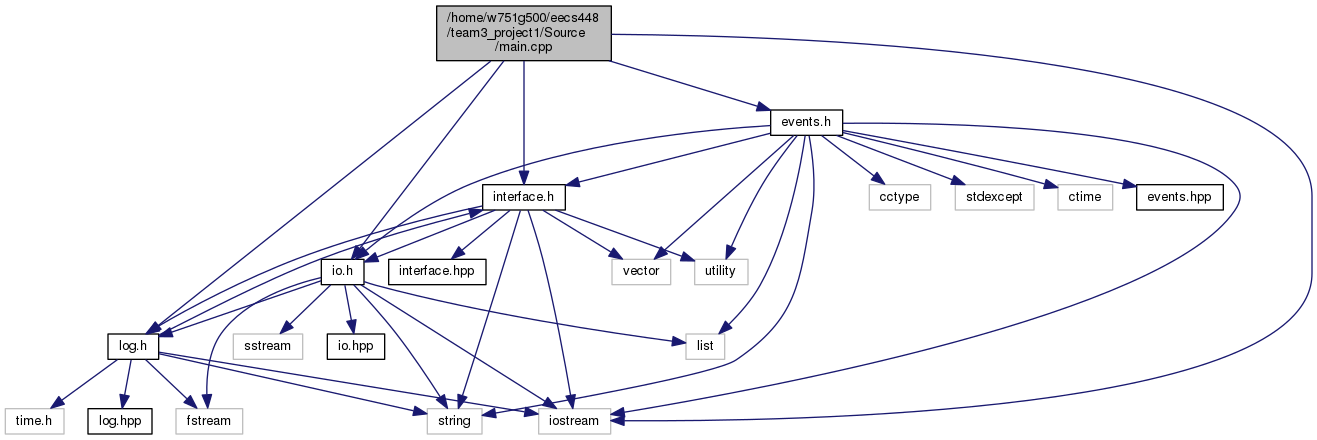 /home/w751g500/eecs448
/team3_project1/Source
/main.cpp
events.h
interface.h
cctype
stdexcept
ctime
events.hpp
io.h
interface.hpp
vector
utility
log.h
sstream
io.hpp
list
time.h
log.hpp
fstream
string
iostream